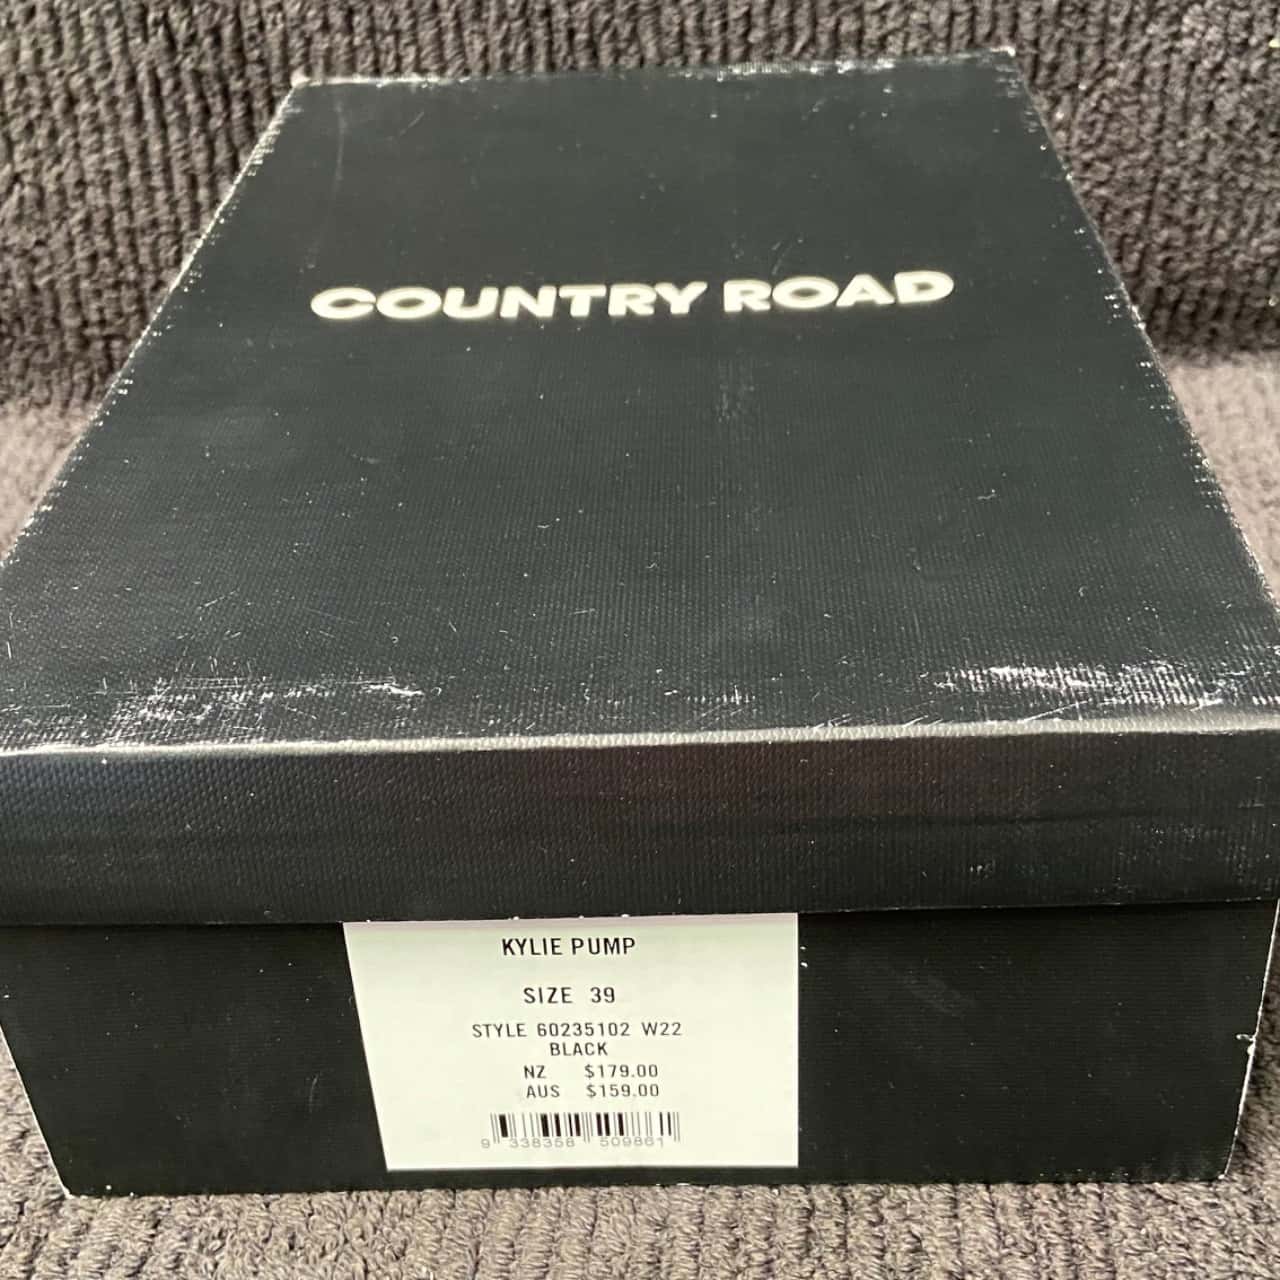 COUNTRY ROAD
KYLIE PUMP
SIZE 39
STYLE 60235102 W22
BLACK
NZ $179.00
AUS $159.00
9 338358 509861